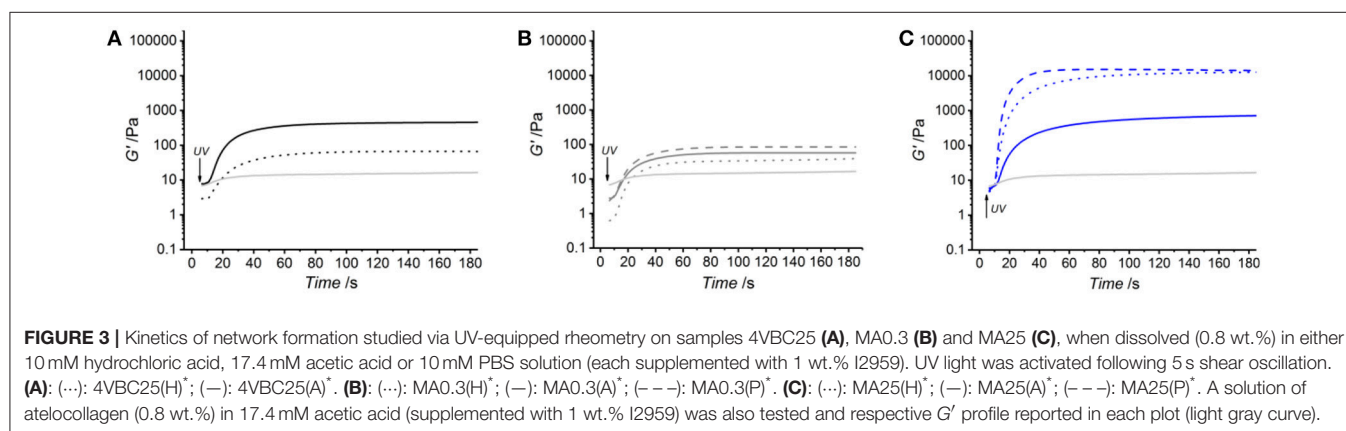 A
B
C
100000
10000
1000
100
10
1
0.1
G′ /Pa
UV
0 20 40 60 80 100 120 140 160 180
Time /s
100000
10000
1000
100
10
1
0.1
G′ /Pa
UV
0 20 40 60 80 100 120 140 160 180
Time /s
100000
10000
1000
100
10
1
0.1
G′ /Pa
UV
0 20 40 60 80 100 120 140 160 180
Time /s
FIGURE 3 | Kinetics of network formation studied via UV-equipped rheometry on samples 4VBC25 (A), MA0.3 (B) and MA25 (C), when dissolved (0.8 wt.%) in either
10 mM hydrochloric acid, 17.4 mM acetic acid or 10 mM PBS solution (each supplemented with 1 wt.% I2959). UV light was activated following 5 s shear oscillation.
(A): (···): 4VBC25(H)*; (—): 4VBC25(A)*. (B): (···): MA0.3(H)*; (—): MA0.3(A)*; (– – –): MA0.3(P)*. (C): (···): MA25(H)*; (—): MA25(A)*; (– – –): MA25(P)*. A solution of
atelocollagen (0.8 wt.%) in 17.4 mM acetic acid (supplemented with 1 wt.% I2959) was also tested and respective G′ profile reported in each plot (light gray curve).